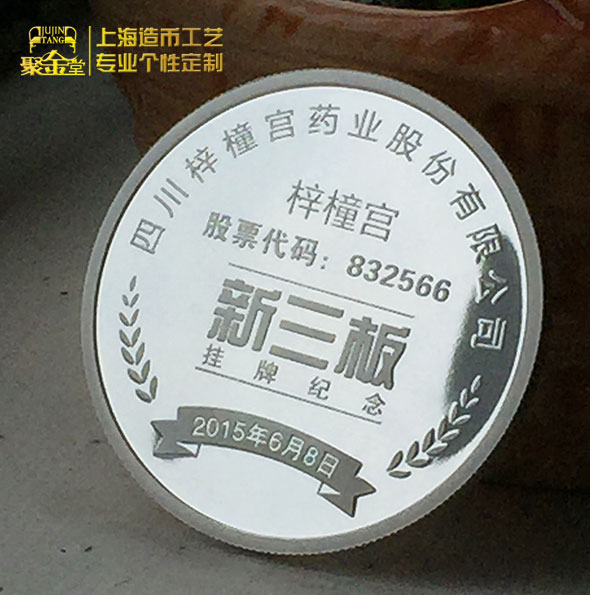 JUJIN
TANG
聚金堂
上海造币工艺
专业个性定制
四川梓橦宫药业股份有限公司
梓橦宫
股票代码：832566
新三板
挂牌纪念
2015年6月8日